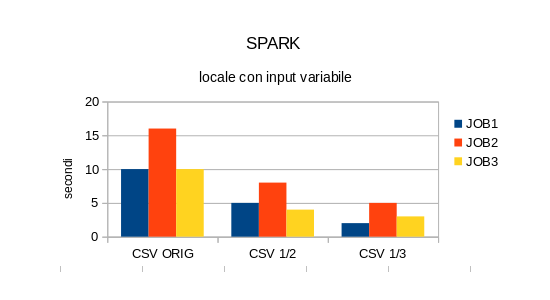 SPARK
locale con input variabile
secondi
20
15
10
5
0
CSV ORIG
CSV 1/2
CSV 1/3
JOB1
JOB2
JOB3